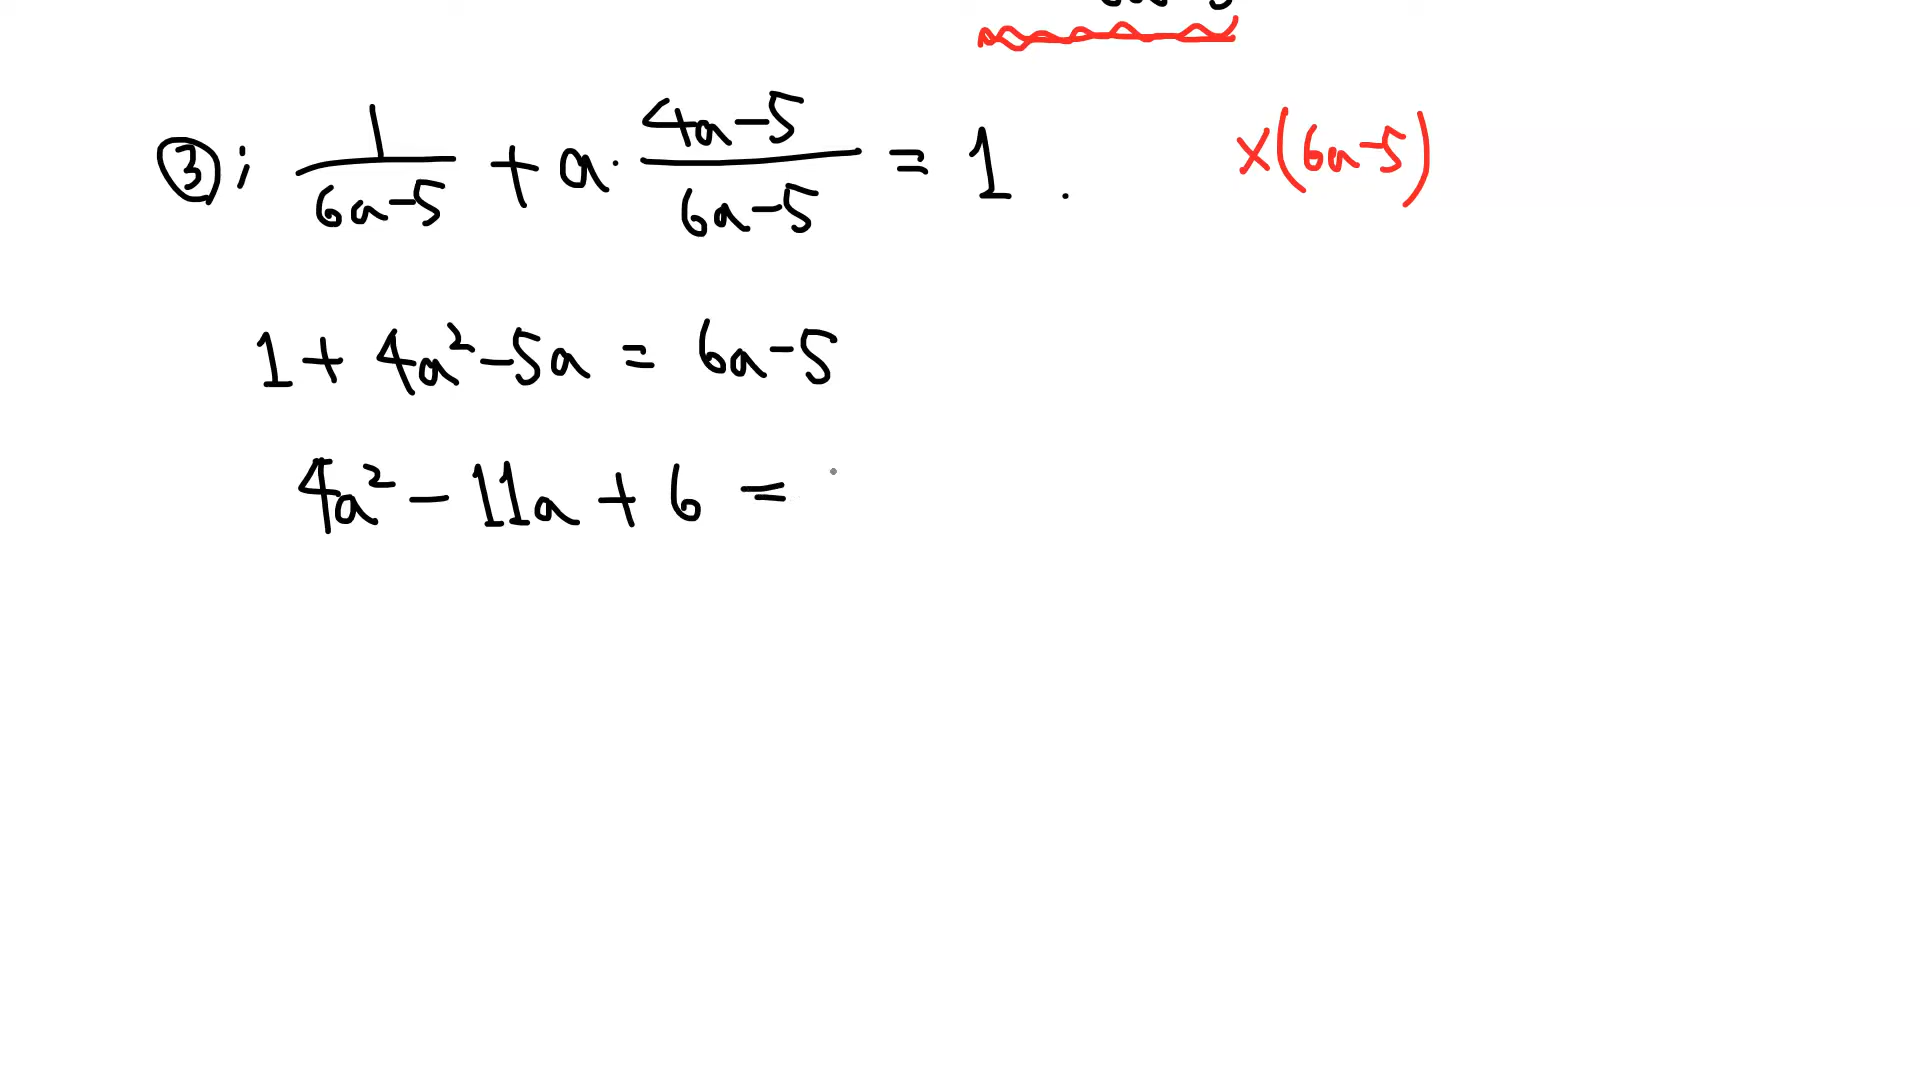 ③ ; 1/(6a-5) + a · (4a-5)/(6a-5) = 1 . ×(6a-5)
1 + 4a² - 5a = 6a - 5
4a² - 11a + 6 =